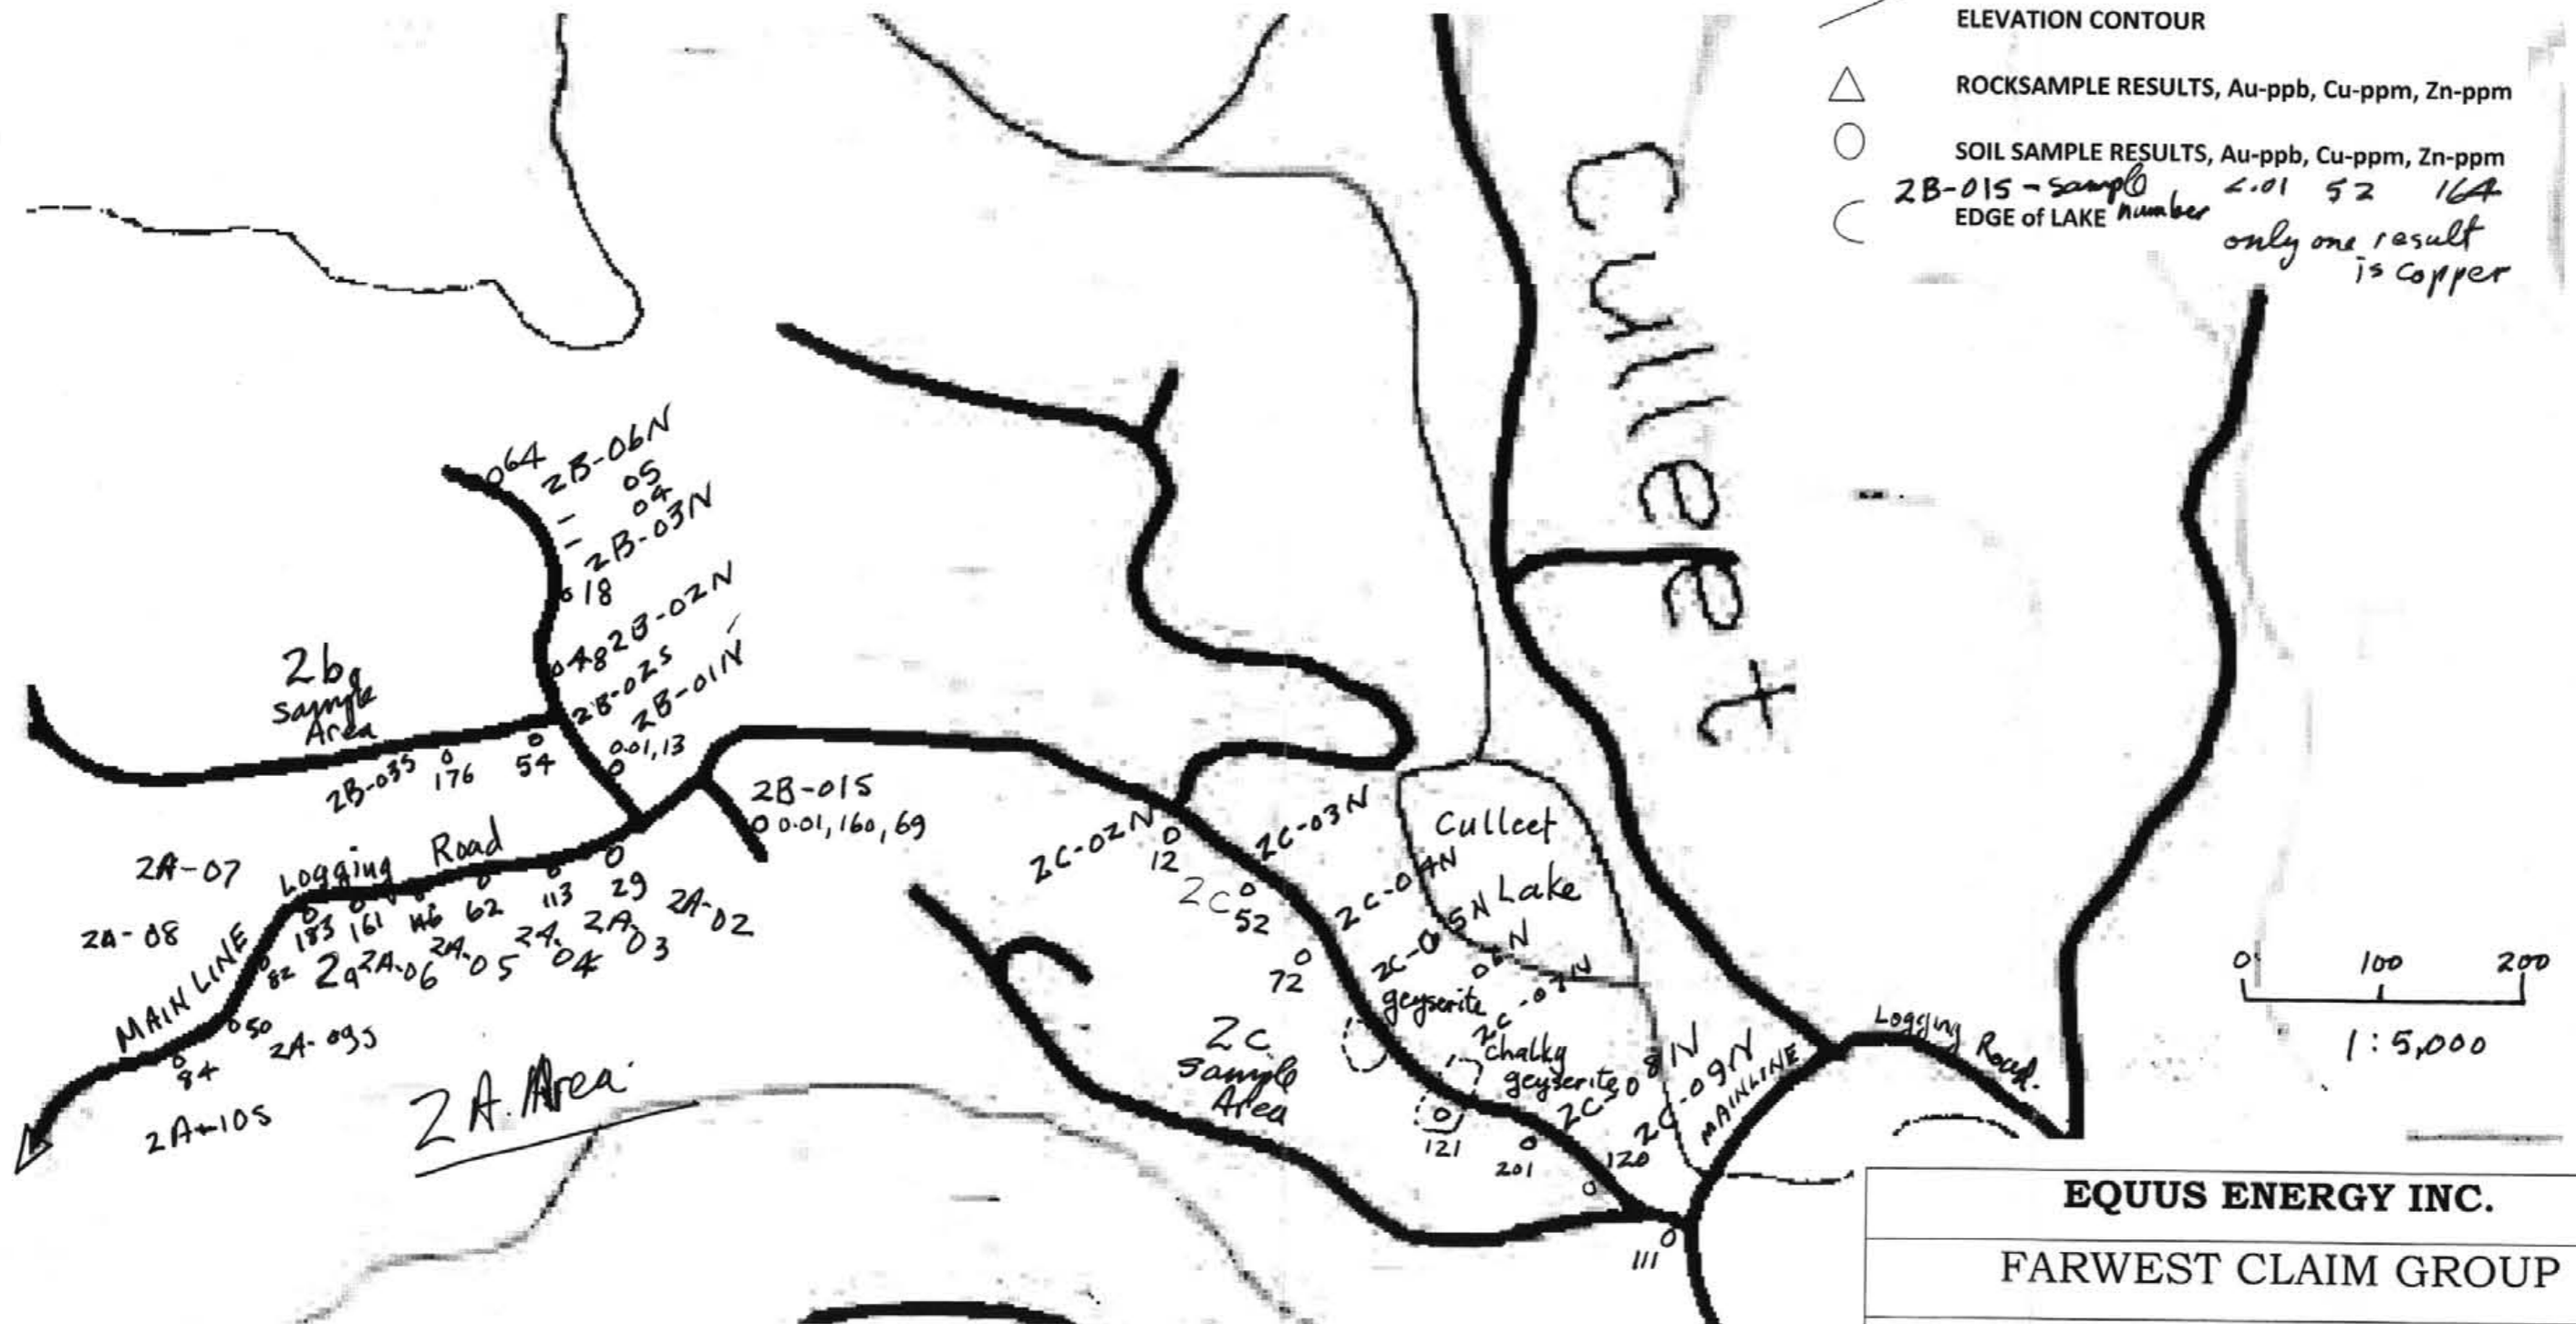 ELEVATION CONTOUR
ROCKSAMPLE RESULTS, Au-ppb, Cu-ppm, Zn-ppm
SOIL SAMPLE RESULTS, Au-ppb, Cu-ppm, Zn-ppm
2B-01S - sample number <.01 52 164
EDGE of LAKE
only one result
is copper
Culleet
064
2B-06N
05
04
2B-03N
18
48 2B-02N
2B-02S
2B-01N
0.01, 13
2b
sample
Area
2B-03S
176
54
2B-01S
0.01, 160, 69
2A-07
Logging Road
2A-08
MAIN LINE
183
161
62
113
29
2A-06
2A-05
2A-04
2A-03
2A-02
82
50
2A-09S
84
2A-10S
2A Area
2C-02N
12
2C-03N
2C
52
Culleet
Lake
2C-04N
72
2C-05N
06N
2C-07N
geyserite
chalky
geyserite
2C
sample
Area
121
2C-08N
201
2C-09N
120
MAINLINE
111
Logging Road.
0 100 200
1:5,000
EQUUS ENERGY INC.
FARWEST CLAIM GROUP